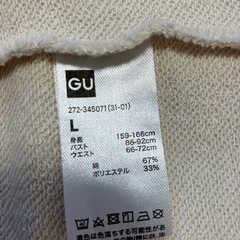 GU
272-345071(31-01)
L
身長 159-166cm
バスト 86-92cm
ウエスト 66-72cm
綿 67%
ポリエステル 33%